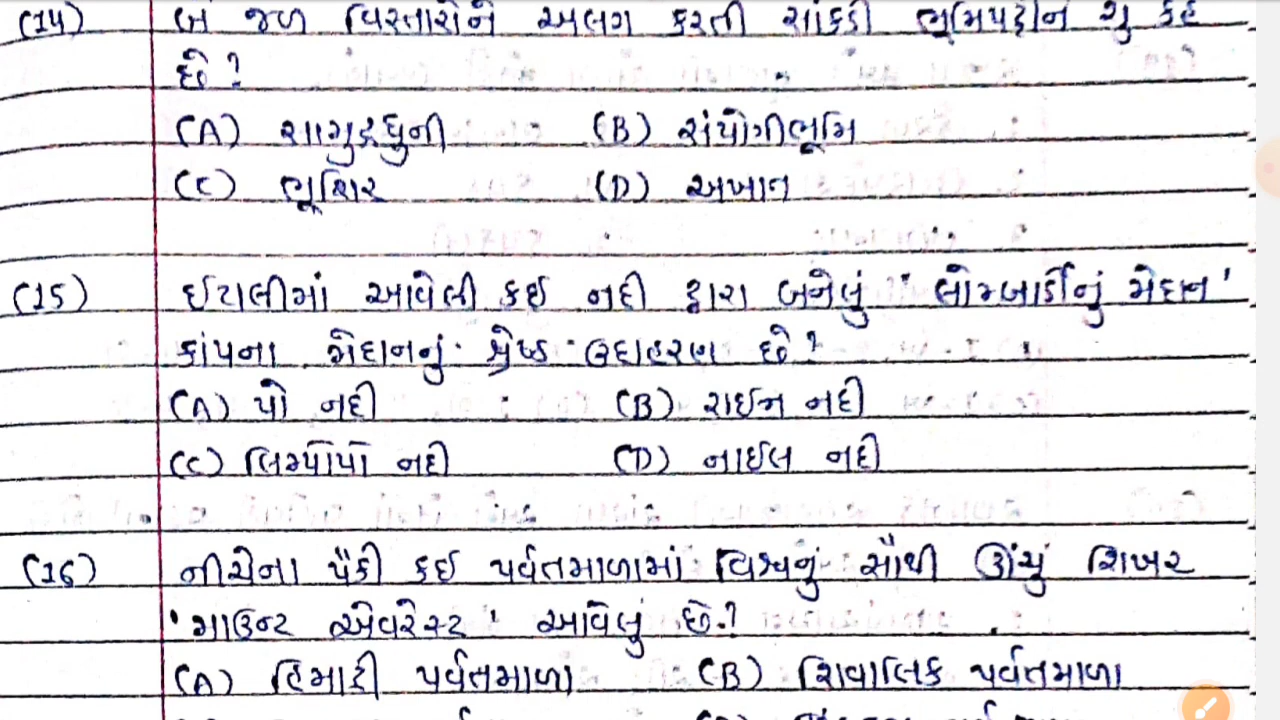 (14) બે જળ વિસ્તારોને અલગ કરતી સાંકડી ભૂમિપટ્ટીને શું કહે
છે?
(A) સામુદ્રધુની (B) સંયોગીભૂમિ
(C) ભૂશિર (D) અખાત
(15) ઈટાલીમાં આવેલી કઈ નદી દ્વારા બનેલું 'લોમ્બાર્ડીનું મેદાન'
કાંપના મેદાનનું શ્રેષ્ઠ ઉદાહરણ છે?
(A) પો નદી (B) રાઈન નદી
(C) લિમ્પોપો નદી (D) નાઈલ નદી
(16) નીચેના પૈકી કઈ પર્વતમાળામાં વિશ્વનું સૌથી ઊંચું શિખર
'માઉન્ટ એવરેસ્ટ' આવેલું છે.?
(A) હિમાદ્રી પર્વતમાળા (B) શિવાલિક પર્વતમાળા